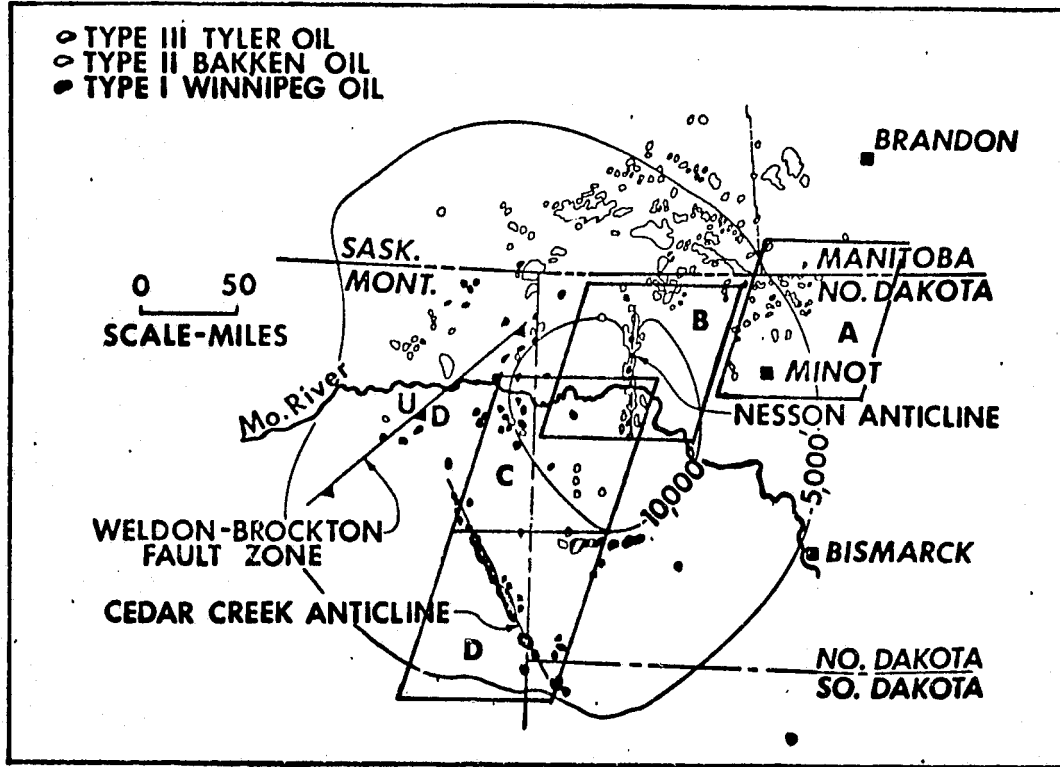 TYPE III TYLER OIL
TYPE II BAKKEN OIL
TYPE I WINNIPEG OIL
BRANDON
SASK.
MONT.
MANITOBA
NO. DAKOTA
0 50
SCALE-MILES
B
A
MINOT
Mo. River
U D
NESSON ANTICLINE
C
10,000
-5,000-
WELDON-BROCKTON
FAULT ZONE
BISMARCK
CEDAR CREEK ANTICLINE
D
NO. DAKOTA
SO. DAKOTA